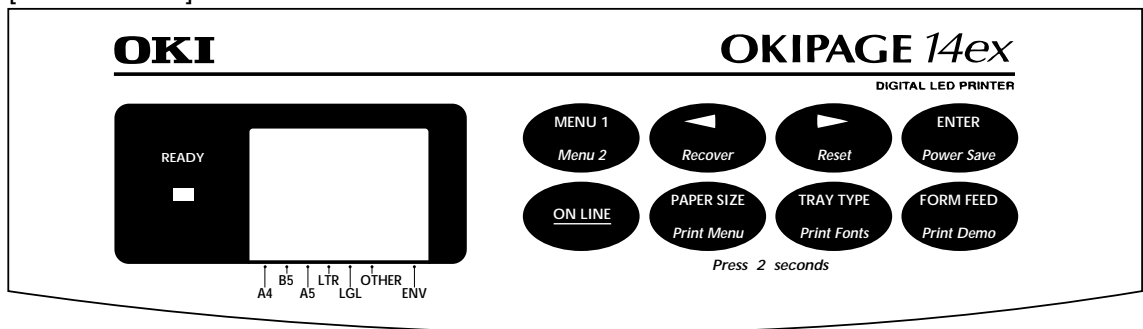 OKI
OKIPAGE 14ex
DIGITAL LED PRINTER
READY
MENU 1
Menu 2
Recover
Reset
ENTER
Power Save
ON LINE
PAPER SIZE
Print Menu
TRAY TYPE
Print Fonts
FORM FEED
Print Demo
Press 2 seconds
A4 B5 A5 LTR LGL OTHER ENV